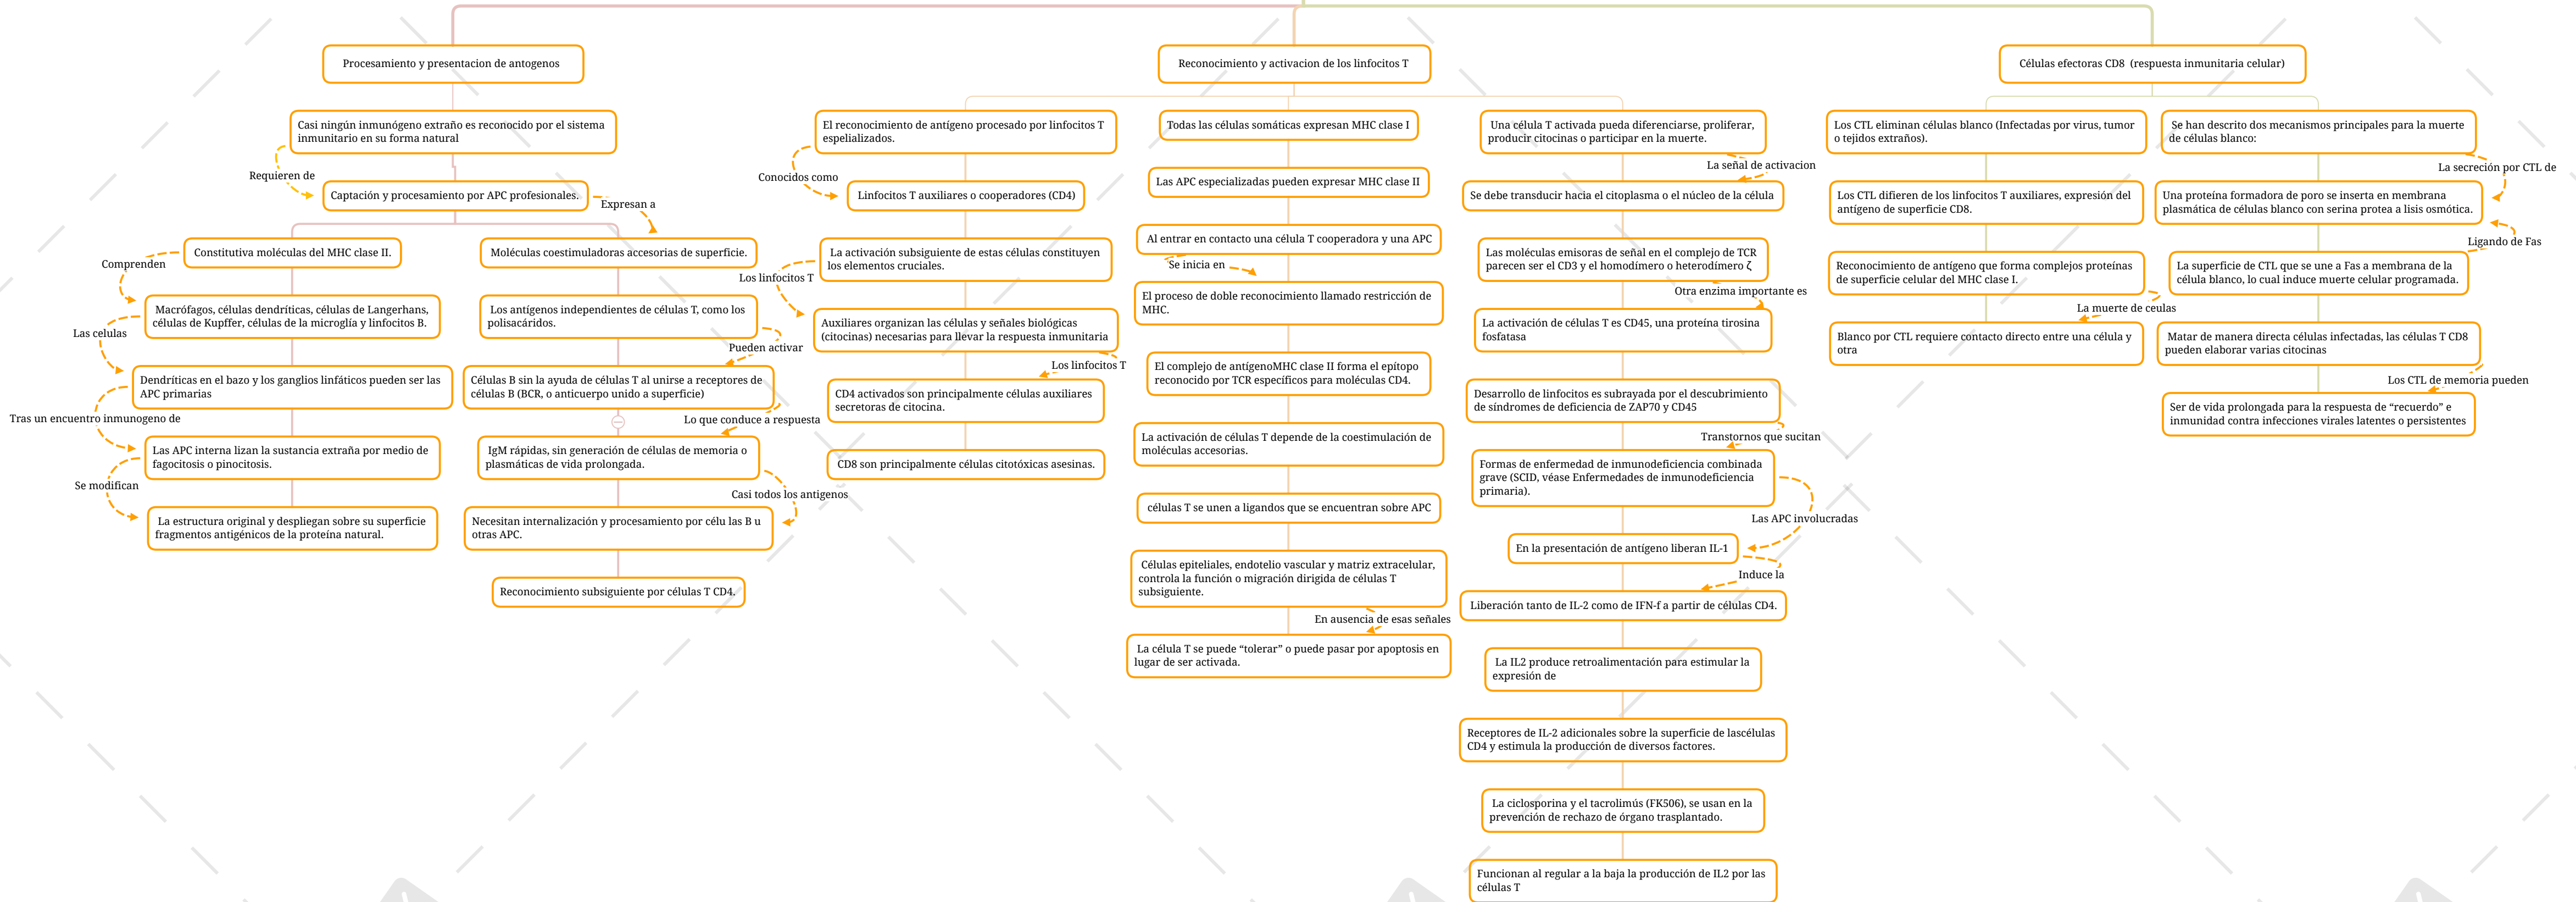 Procesamiento y presentacion de antogenos
Casi ningún inmunógeno extraño es reconocido por el sistema
inmunitario en su forma natural
Requieren de
Captación y procesamiento por APC profesionales.
Expresan a
Constitutiva moléculas del MHC clase II.
Comprenden
Macrófagos, células dendríticas, células de Langerhans,
células de Kupffer, células de la microglía y linfocitos B.
Las celulas
Dendríticas en el bazo y los ganglios linfáticos pueden ser las
APC primarias
Tras un encuentro inmunogeno de
Las APC interna lizan la sustancia extraña por medio de
fagocitosis o pinocitosis.
Se modifican
La estructura original y despliegan sobre su superficie
fragmentos antigénicos de la proteína natural.
Moléculas coestimuladoras accesorias de superficie.
Los antígenos independientes de células T, como los
polisacáridos.
Pueden activar
Células B sin la ayuda de células T al unirse a receptores de
células B (BCR, o anticuerpo unido a superficie)
Lo que conduce a respuesta
IgM rápidas, sin generación de células de memoria o
plasmáticas de vida prolongada.
Casi todos los antigenos
Necesitan internalización y procesamiento por célu las B u
otras APC.
Reconocimiento subsiguiente por células T CD4.
Reconocimiento y activacion de los linfocitos T
El reconocimiento de antígeno procesado por linfocitos T
espelializados.
Conocidos como
Linfocitos T auxiliares o cooperadores (CD4)
La activación subsiguiente de estas células constituyen
los elementos cruciales.
Los linfocitos T
Auxiliares organizan las células y señales biológicas
(citocinas) necesarias para llevar la respuesta inmunitaria
Los linfocitos T
CD4 activados son principalmente células auxiliares
secretoras de citocina.
CD8 son principalmente células citotóxicas asesinas.
Todas las células somáticas expresan MHC clase I
Las APC especializadas pueden expresar MHC clase II
Al entrar en contacto una célula T cooperadora y una APC
Se inicia en
El proceso de doble reconocimiento llamado restricción de
MHC.
El complejo de antígenoMHC clase II forma el epítopo
reconocido por TCR específicos para moléculas CD4.
La activación de células T depende de la coestimulación de
moléculas accesorias.
células T se unen a ligandos que se encuentran sobre APC
Células epiteliales, endotelio vascular y matriz extracelular,
controla la función o migración dirigida de células T
subsiguiente.
En ausencia de esas señales
La célula T se puede “tolerar” o puede pasar por apoptosis en
lugar de ser activada.
Una célula T activada pueda diferenciarse, proliferar,
producir citocinas o participar en la muerte.
La señal de activacion
Se debe transducir hacia el citoplasma o el núcleo de la célula
Las moléculas emisoras de señal en el complejo de TCR
parecen ser el CD3 y el homodímero o heterodímero ζ
Otra enzima importante es
La activación de células T es CD45, una proteína tirosina
fosfatasa
Desarrollo de linfocitos es subrayada por el descubrimiento
de síndromes de deficiencia de ZAP70 y CD45
Transtornos que sucitan
Formas de enfermedad de inmunodeficiencia combinada
grave (SCID, véase Enfermedades de inmunodeficiencia
primaria).
Las APC involucradas
En la presentación de antígeno liberan IL-1
Induce la
Liberación tanto de IL-2 como de IFN-f a partir de células CD4.
La IL2 produce retroalimentación para estimular la
expresión de
Receptores de IL-2 adicionales sobre la superficie de lascélulas
CD4 y estimula la producción de diversos factores.
La ciclosporina y el tacrolimús (FK506), se usan en la
prevención de rechazo de órgano trasplantado.
Funcionan al regular a la baja la producción de IL2 por las
células T
Células efectoras CD8 (respuesta inmunitaria celular)
Los CTL eliminan células blanco (Infectadas por virus, tumor
o tejidos extraños).
Los CTL difieren de los linfocitos T auxiliares, expresión del
antígeno de superficie CD8.
Reconocimiento de antígeno que forma complejos proteínas
de superficie celular del MHC clase I.
La muerte de ceulas
Blanco por CTL requiere contacto directo entre una célula y
otra
Se han descrito dos mecanismos principales para la muerte
de células blanco:
La secreción por CTL de
Una proteína formadora de poro se inserta en membrana
plasmática de células blanco con serina protea a lisis osmótica.
Ligando de Fas
La superficie de CTL que se une a Fas a membrana de la
célula blanco, lo cual induce muerte celular programada.
Matar de manera directa células infectadas, las células T CD8
pueden elaborar varias citocinas
Los CTL de memoria pueden
Ser de vida prolongada para la respuesta de “recuerdo” e
inmunidad contra infecciones virales latentes o persistentes